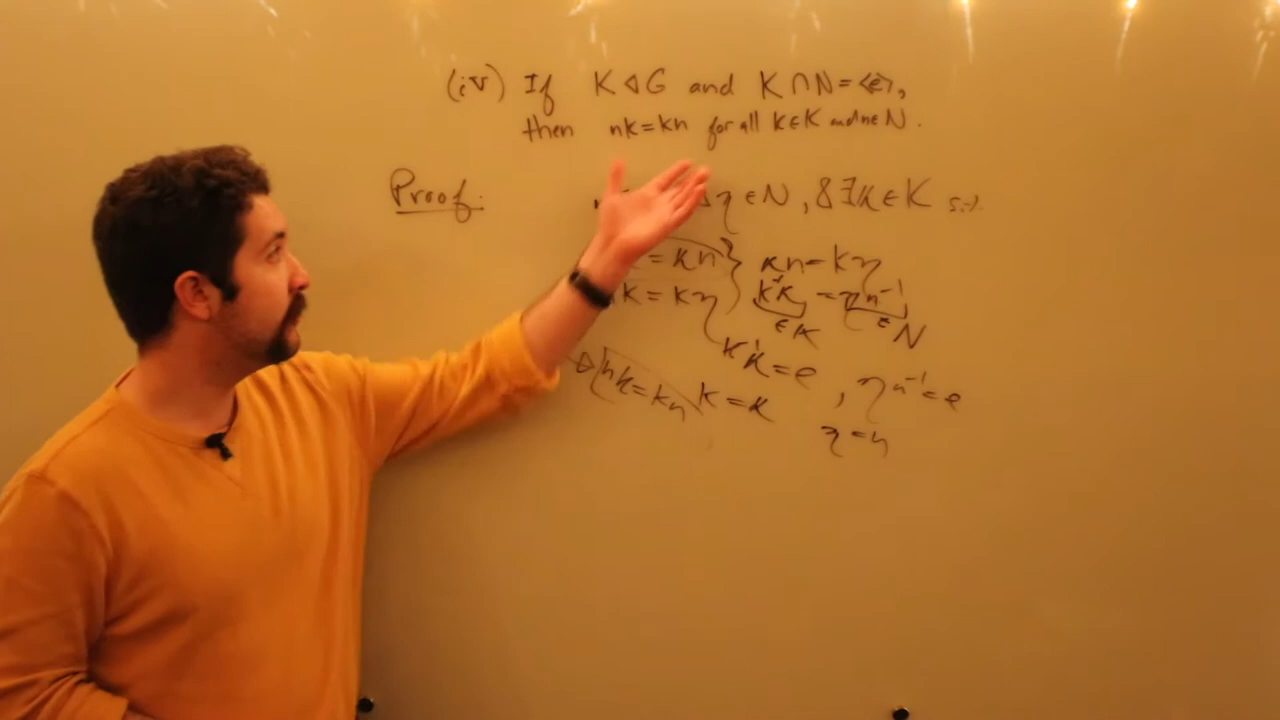 (iv) If K ⊲ G and K ∩ N = <e>,
then nk = kn for all k ∈ K and n ∈ N.
Proof. η ∈ N, & ∃ κ ∈ K s.t.
= κn } κn = kη
nk = kη } k⁻¹κ = ηn⁻¹
∈ K ∈ N
k⁻¹κ = e , ηn⁻¹ = e
nk = kn k = κ η = n